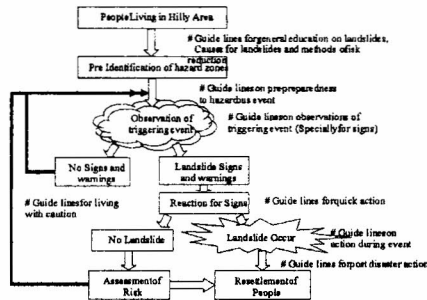 People Living in Hilly Area
# Guide lines for general education on landslides,
Causes for landslides and methods of risk
reduction
Pre Identification of hazard zones
# Guide lines on prepreparedness
to hazardous event
Observation of
triggering event
# Guide lines on observations of
triggering event (Specially for signs)
No Signs and
warnings
Landslide Signs
and warnings
# Guide lines for living
with caution
Reaction for Signs
# Guide lines for quick action
No Landslide
Landslide Occur
# Guide lines on
action during event
# Guide lines for port disaster action
Assessment of
Risk
Resettlement of
People